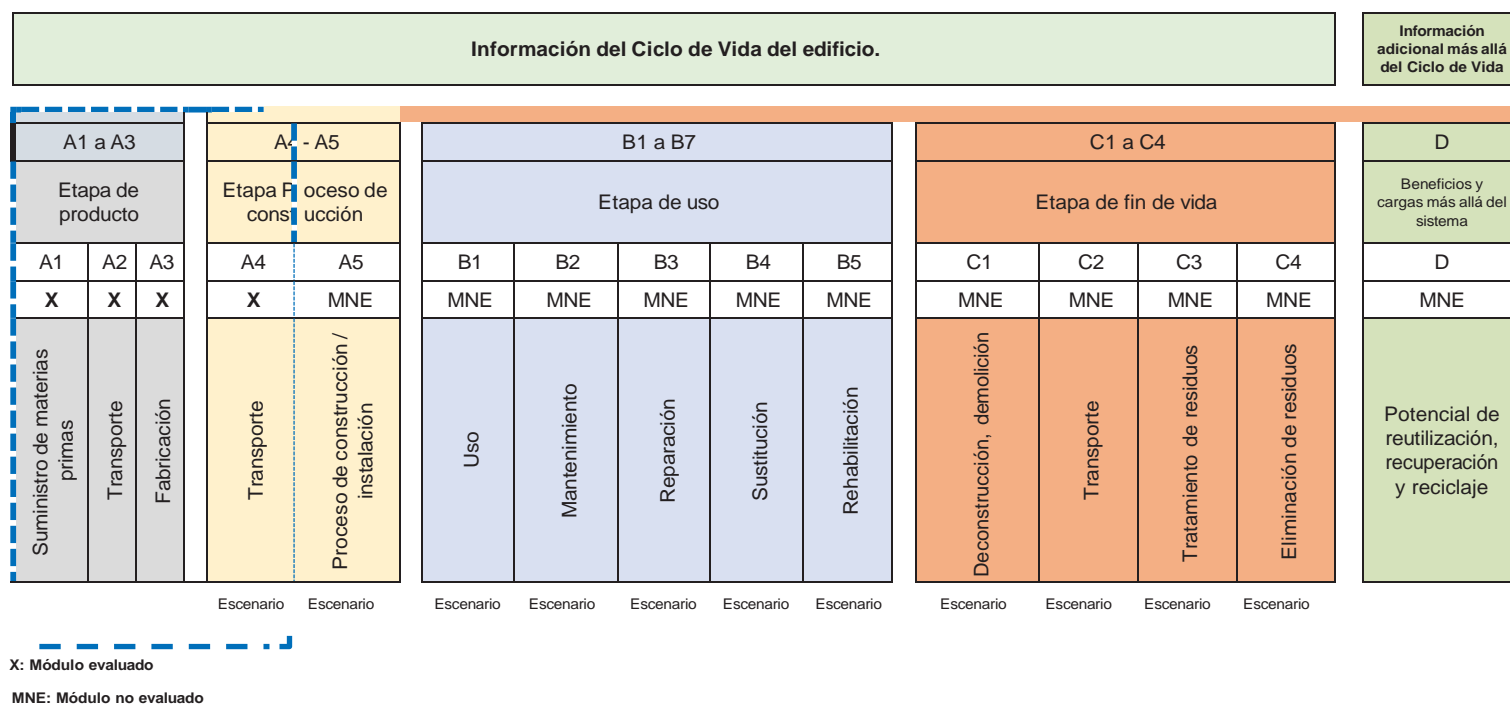 Información del Ciclo de Vida del edificio.
Información
adicional más allá
del Ciclo de Vida
A1 a A3
A4 - A5
B1 a B7
C1 a C4
D
Etapa de
producto
Etapa P oceso de
const ucción
Etapa de uso
Etapa de fin de vida
Beneficios y
cargas más allá del
sistema
A1 A2 A3 A4 A5 B1 B2 B3 B4 B5 C1 C2 C3 C4 D
X X X X MNE MNE MNE MNE MNE MNE MNE MNE MNE MNE MNE
Suministro de materias
primas
Transporte
Fabricación
Transporte
Proceso de construcción /
instalación
Uso
Mantenimiento
Reparación
Sustitución
Rehabilitación
Deconstrucción, demolición
Transporte
Tratamiento de residuos
Eliminación de residuos
Potencial de
reutilización,
recuperación
y reciclaje
Escenario Escenario Escenario Escenario Escenario Escenario Escenario Escenario Escenario Escenario Escenario
X: Módulo evaluado
MNE: Módulo no evaluado